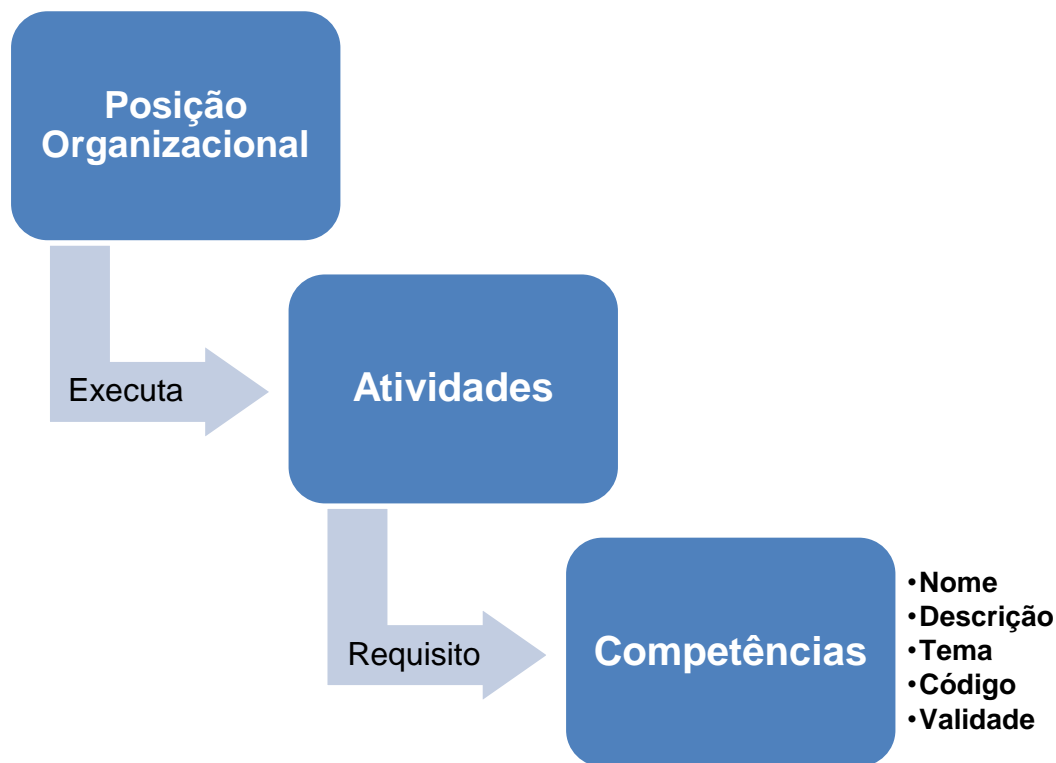 Posição
Organizacional
Executa
Atividades
Requisito
Competências
•Nome
•Descrição
•Tema
•Código
•Validade